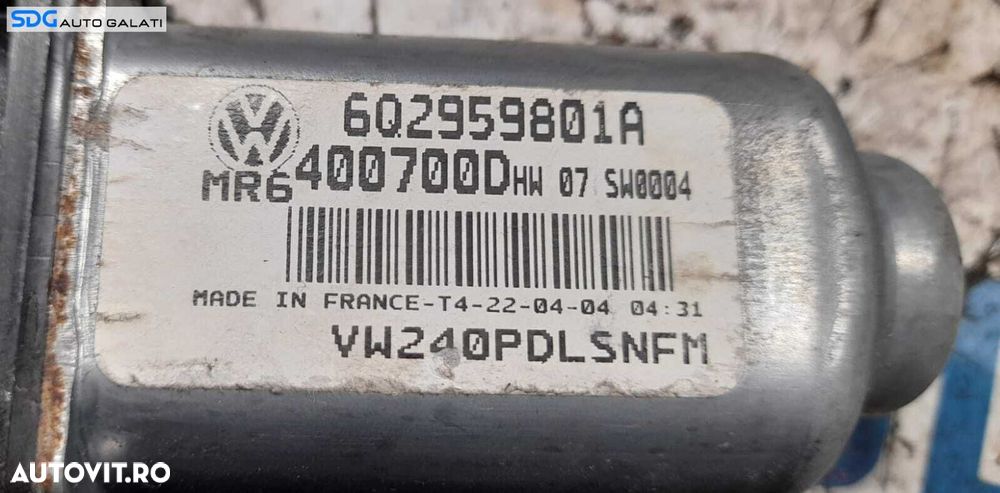 SDG AUTO GALATI
6Q2959801A
MR6 400700D HW 07 SW0004
MADE IN FRANCE-T4-22-04-04 04:31
VW240PDLSNFM
AUTOVIT.RO